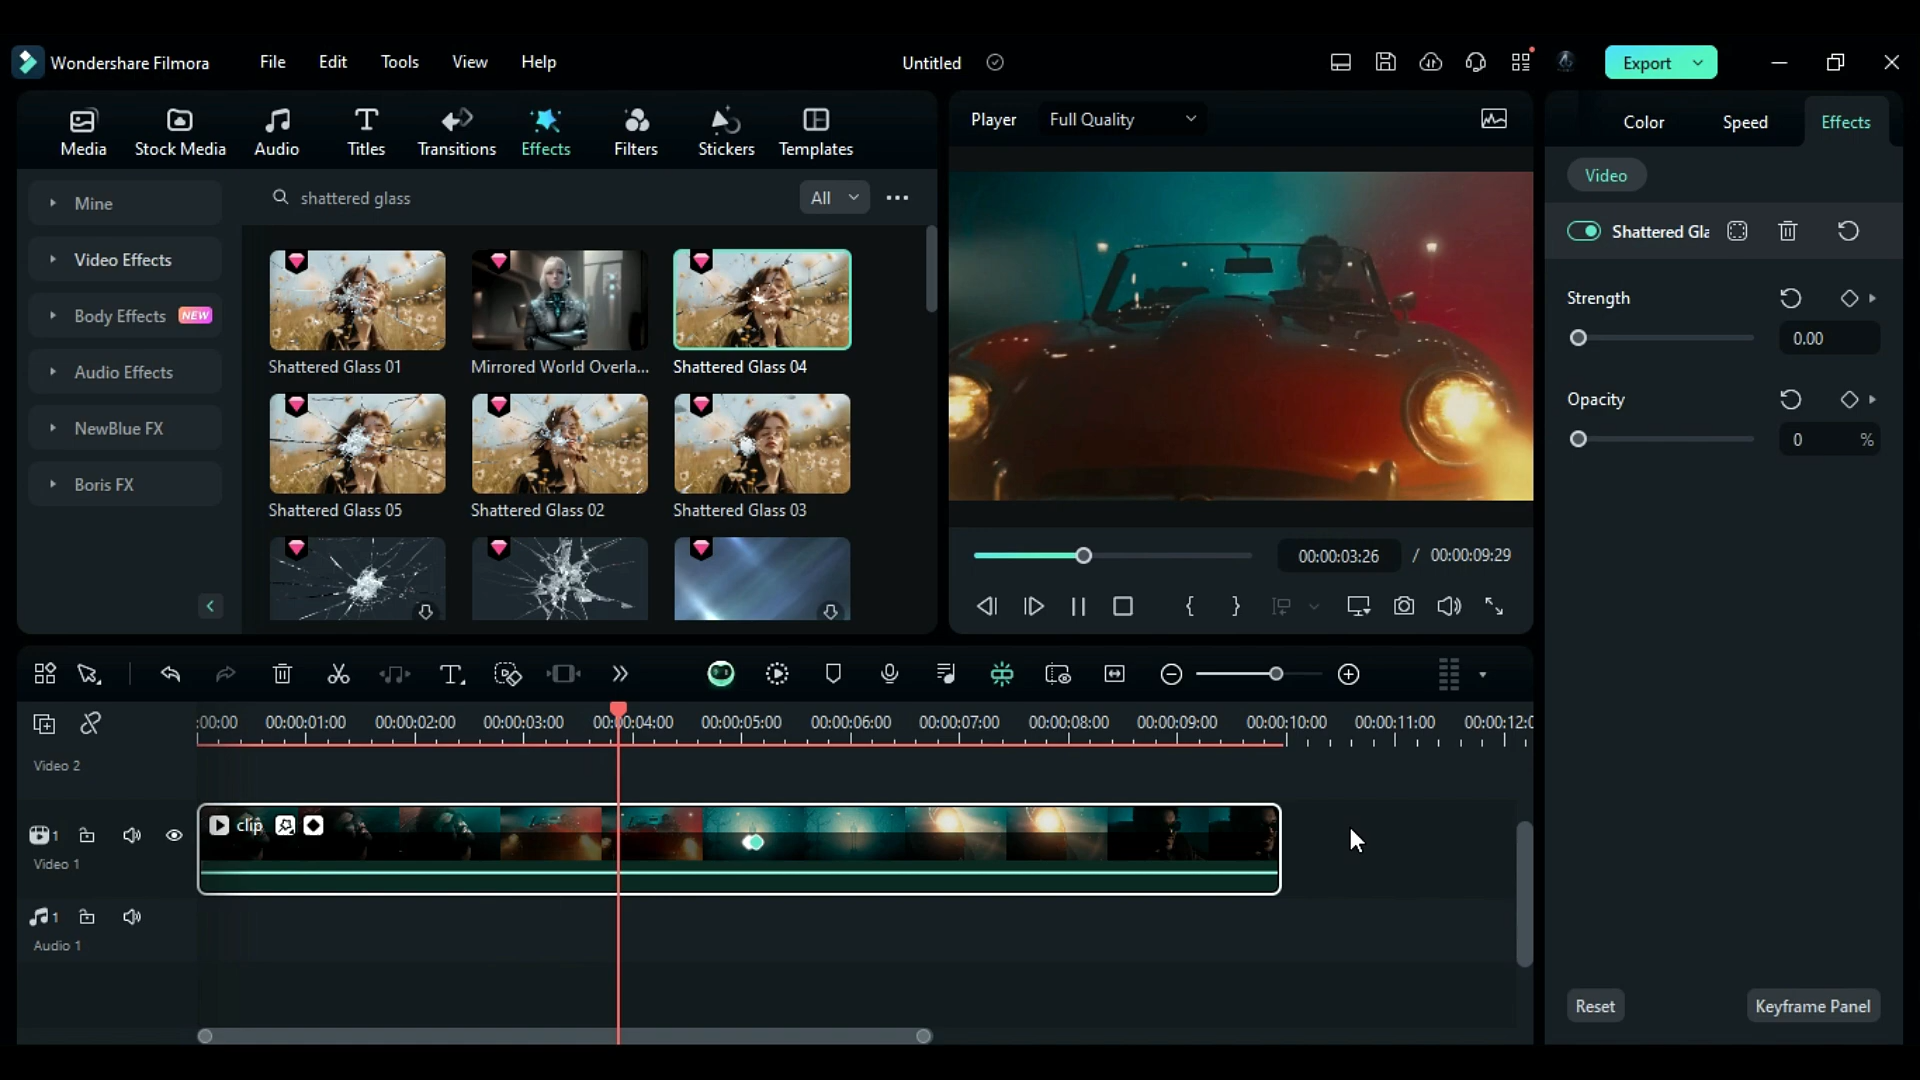 Wondershare Filmora
File Edit Tools View Help
Untitled
Export
Media Stock Media Audio Titles Transitions Effects Filters Stickers Templates
Mine
Video Effects
Body Effects NEW
Audio Effects
NewBlue FX
Boris FX
shattered glass
All
Shattered Glass 01 Mirrored World Overla... Shattered Glass 04
Shattered Glass 05 Shattered Glass 02 Shattered Glass 03
Player Full Quality
00:00:03:26 / 00:00:09:29
Color Speed Effects
Video
Shattered Gla
Strength
0.00
Opacity
0 %
Reset Keyframe Panel
:00:00 00:00:01:00 00:00:02:00 00:00:03:00 00:00:04:00 00:00:05:00 00:00:06:00 00:00:07:00 00:00:08:00 00:00:09:00 00:00:10:00 00:00:11:00 00:00:12:0
Video 2
clip
1
Video 1
1
Audio 1